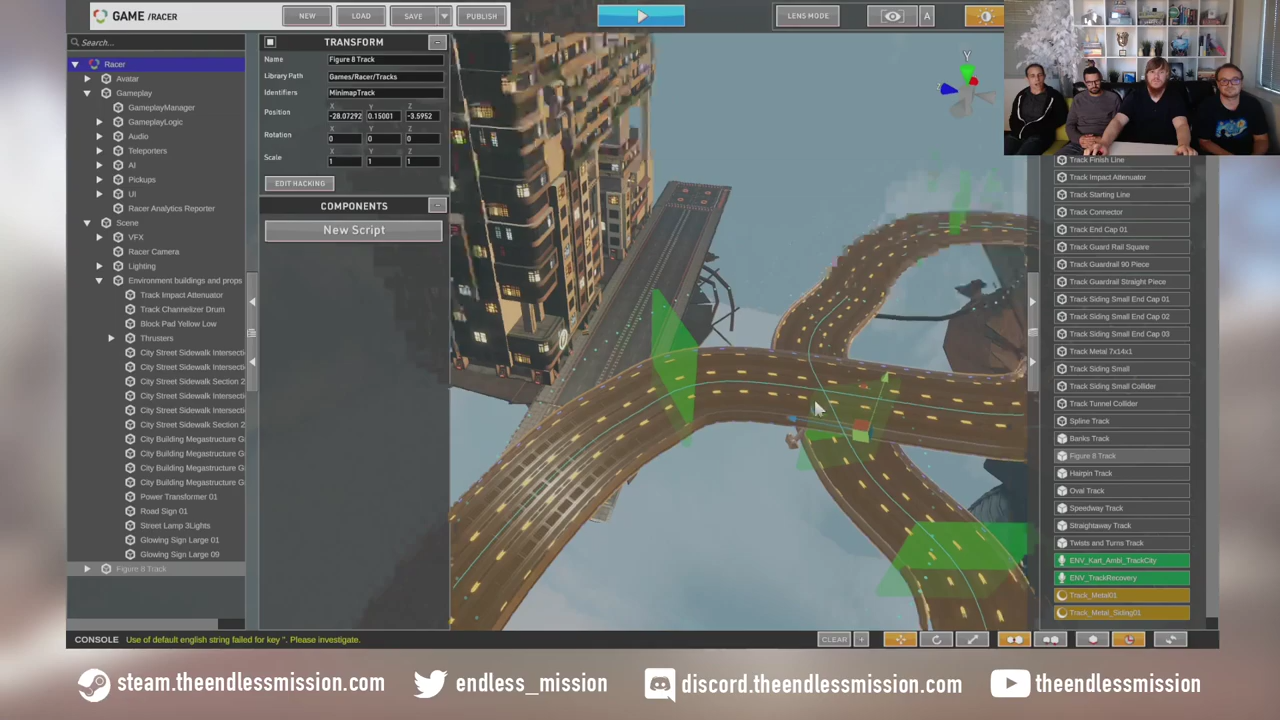 GAME /RACER
NEW
LOAD
SAVE
PUBLISH
LENS MODE
A
Search...
Racer
Avatar
Gameplay
GameplayManager
GameplayLogic
Audio
Teleporters
AI
Pickups
UI
Racer Analytics Reporter
Scene
VFX
Racer Camera
Lighting
Environment buildings and props
Track Impact Attenuator
Track Channelizer Drum
Block Pad Yellow Low
Thrusters
City Street Sidewalk Intersecti
City Street Sidewalk Intersecti
City Street Sidewalk Section 2
City Street Sidewalk Intersecti
City Street Sidewalk Intersecti
City Street Sidewalk Section 2
City Building Megastructure G
City Building Megastructure G
City Building Megastructure G
City Building Megastructure G
Power Transformer 01
Road Sign 01
Street Lamp 3Lights
Glowing Sign Large 01
Glowing Sign Large 09
Figure 8 Track
TRANSFORM
Name
Figure 8 Track
Library Path
Games/Racer/Tracks
Identifiers
MinimapTrack
X Y Z
Position -28.07292 0.15001 -3.5952
X Y Z
Rotation 0 0 0
X Y Z
Scale 1 1 1
EDIT HACKING
COMPONENTS
New Script
Y
Track Finish Line
Track Impact Attenuator
Track Starting Line
Track Connector
Track End Cap 01
Track Guard Rail Square
Track Guardrail 90 Piece
Track Guardrail Straight Piece
Track Siding Small End Cap 01
Track Siding Small End Cap 02
Track Siding Small End Cap 03
Track Metal 7x14x1
Track Siding Small
Track Siding Small Collider
Track Tunnel Collider
Spline Track
Banks Track
Figure 8 Track
Hairpin Track
Oval Track
Speedway Track
Straightaway Track
Twists and Turns Track
ENV_Kart_Ambi_TrackCity
ENV_TrackRecovery
Track_Metal01
Track_Metal_Siding01
CONSOLE Use of default english string failed for key ''. Please investigate.
CLEAR
+
steam.theendlessmission.com
endless_mission
discord.theendlessmission.com
theendlessmission